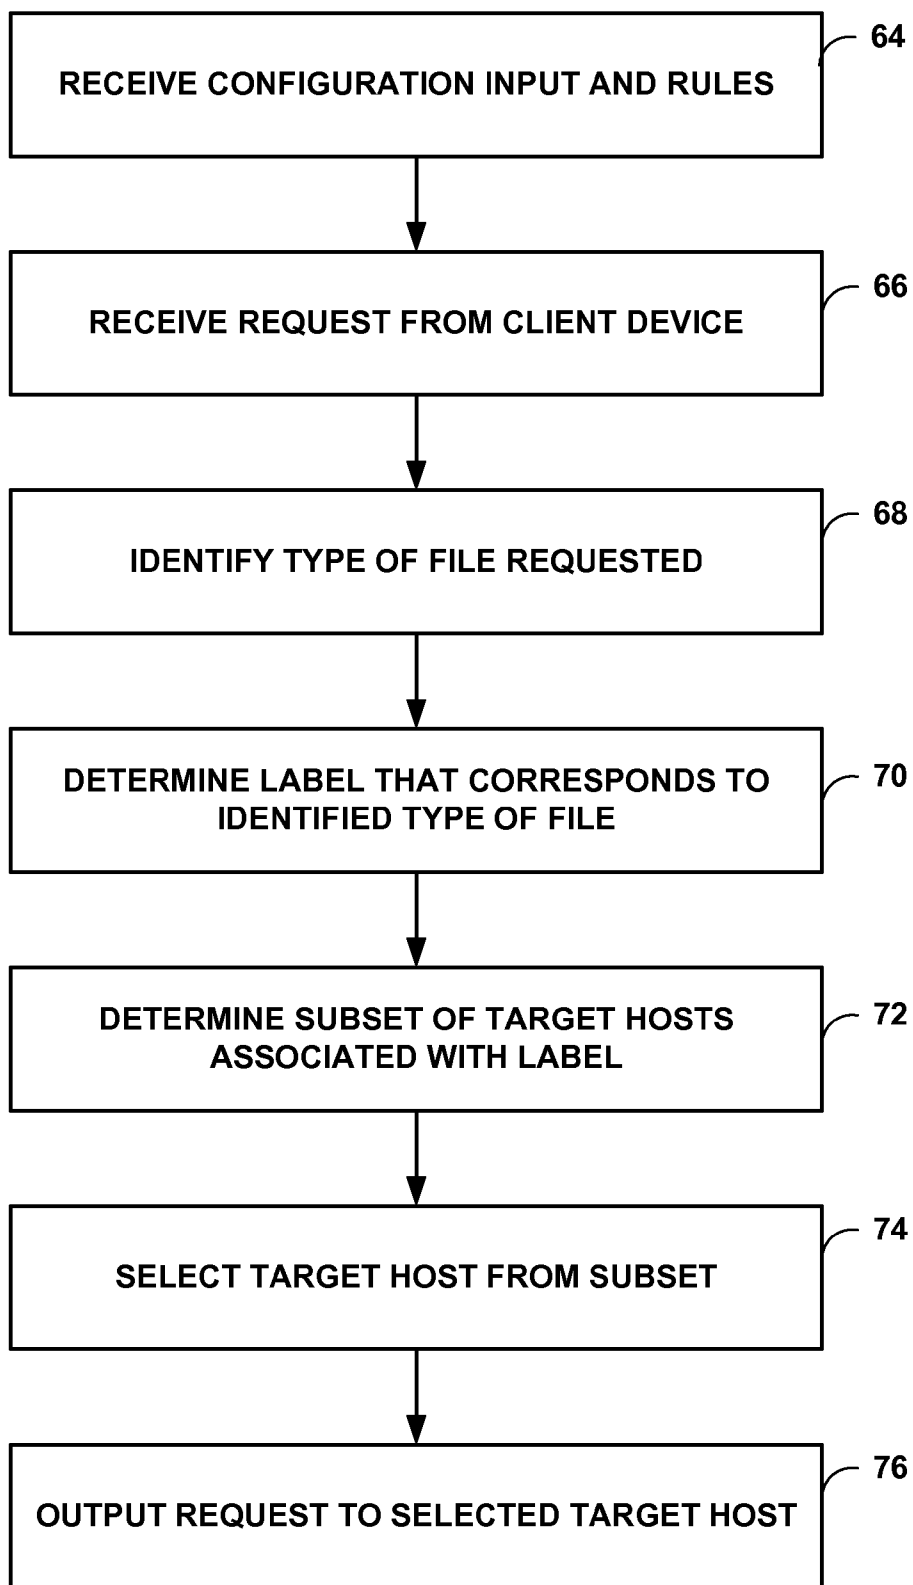 64
RECEIVE CONFIGURATION INPUT AND RULES
66
RECEIVE REQUEST FROM CLIENT DEVICE
68
IDENTIFY TYPE OF FILE REQUESTED
70
DETERMINE LABEL THAT CORRESPONDS TO
IDENTIFIED TYPE OF FILE
72
DETERMINE SUBSET OF TARGET HOSTS
ASSOCIATED WITH LABEL
74
SELECT TARGET HOST FROM SUBSET
76
OUTPUT REQUEST TO SELECTED TARGET HOST